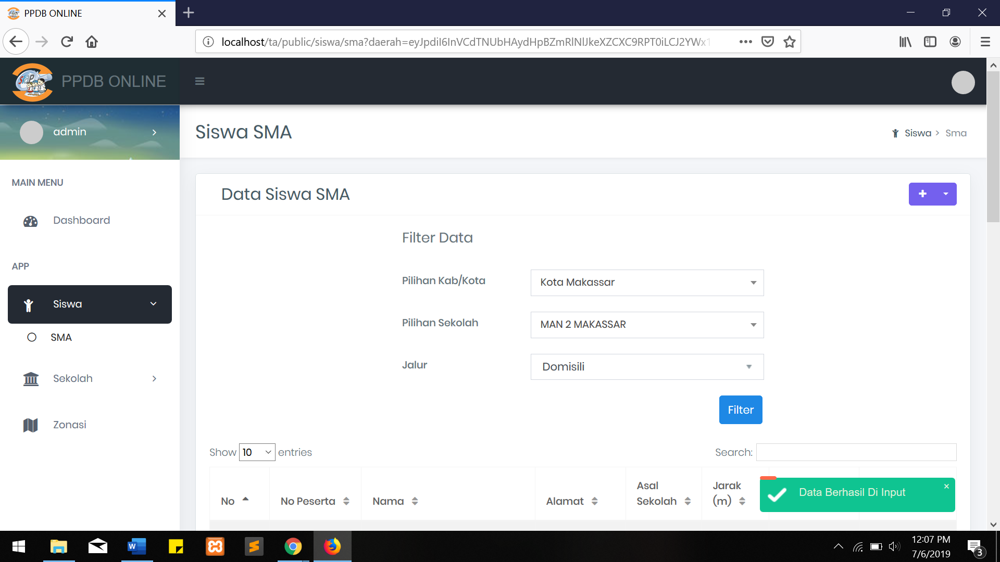 PPDB ONLINE
localhost/ta/public/siswa/sma?daerah=
PPDB ONLINE
admin
Siswa SMA
Siswa > Sma
MAIN MENU
Dashboard
APP
Siswa
SMA
Sekolah
Zonasi
Data Siswa SMA
Filter Data
Pilihan Kab/Kota
Kota Makassar
Pilihan Sekolah
MAN 2 MAKASSAR
Jalur
Domisili
Filter
Show 10 entries
Search:
No
No Peserta
Nama
Alamat
Asal
Sekolah
Jarak
(m)
Data Berhasil Di Input
12:07 PM
7/6/2019
3